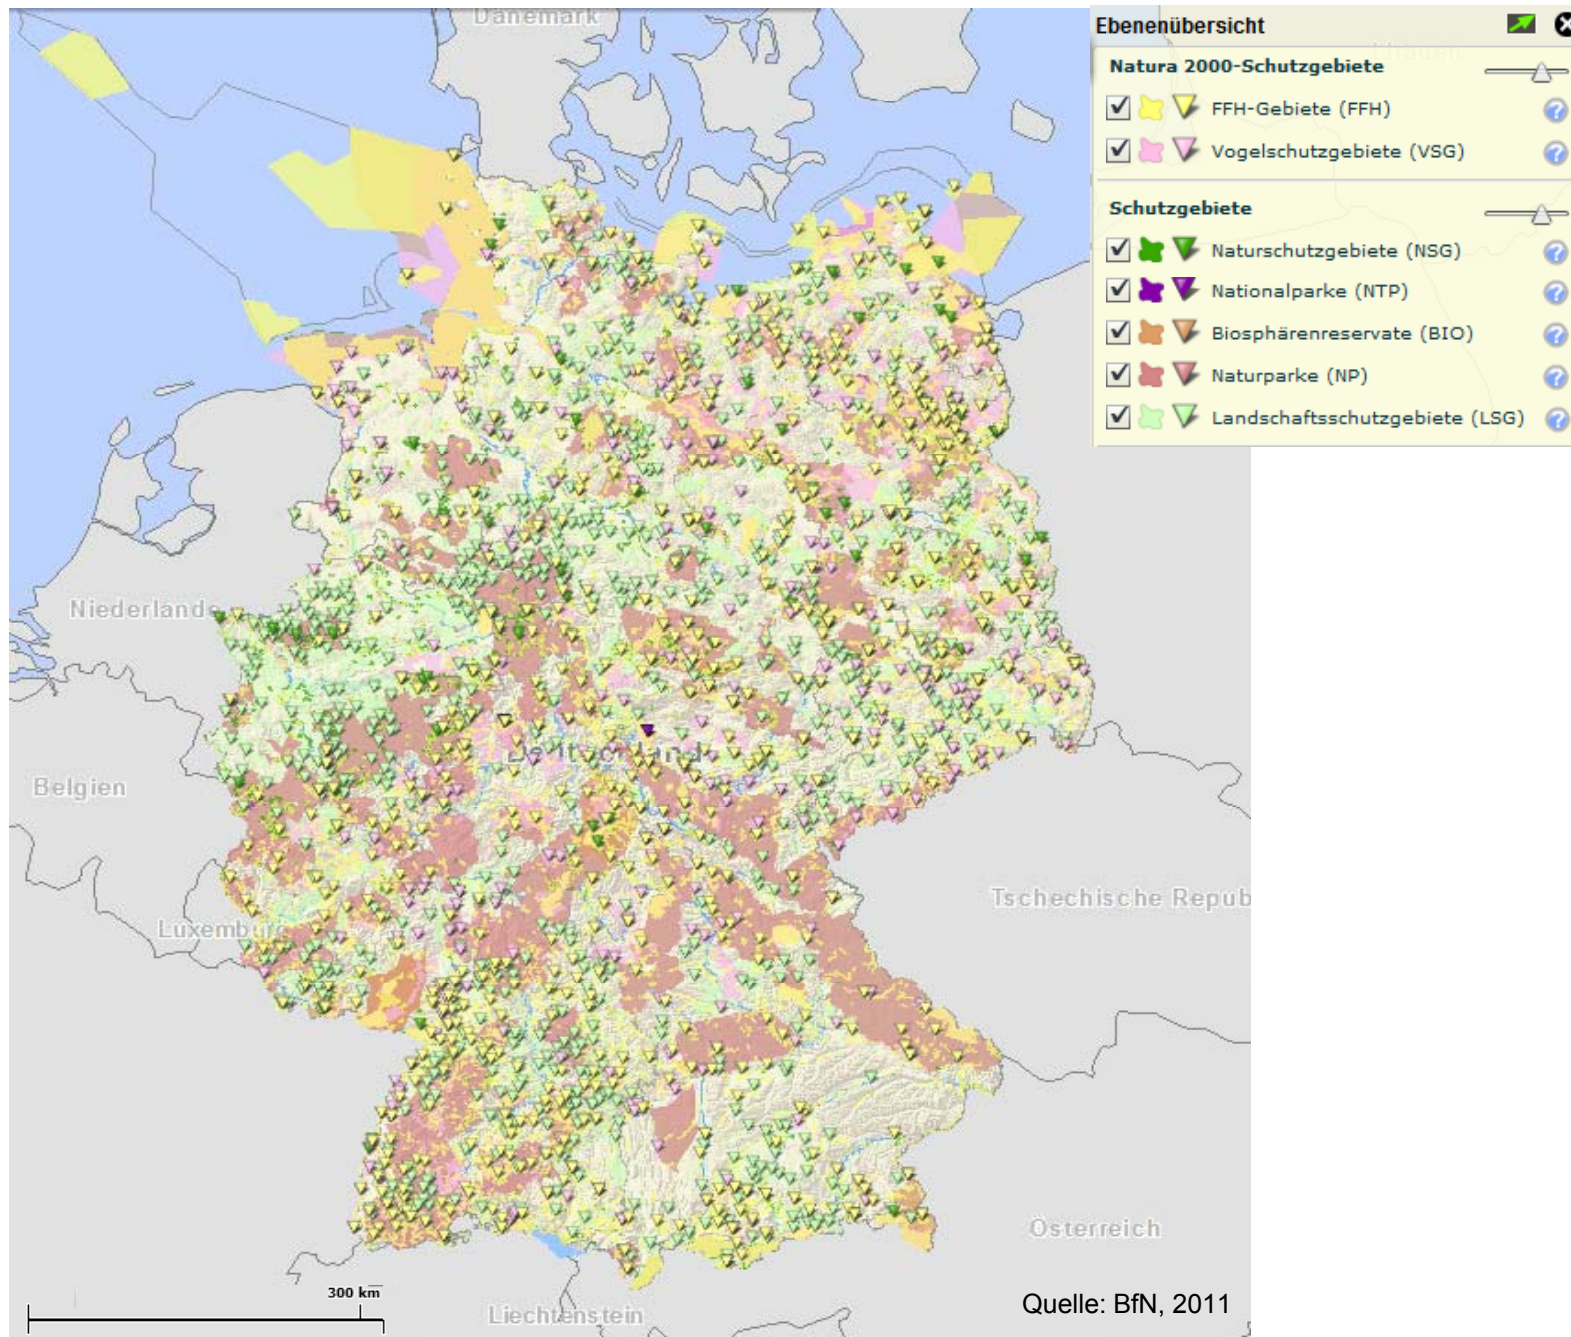 Dänemark
Ebenenübersicht
Litauen
Natura 2000-Schutzgebiete
FFH-Gebiete (FFH)
Vogelschutzgebiete (VSG)
Schutzgebiete
Naturschutzgebiete (NSG)
Nationalparke (NTP)
Biosphärenreservate (BIO)
Naturparke (NP)
Landschaftsschutzgebiete (LSG)
Niederlande
Deutschland
Belgien
Tschechische Repub
Luxemburg
Österreich
300 km
Quelle: BfN, 2011
Liechtenstein